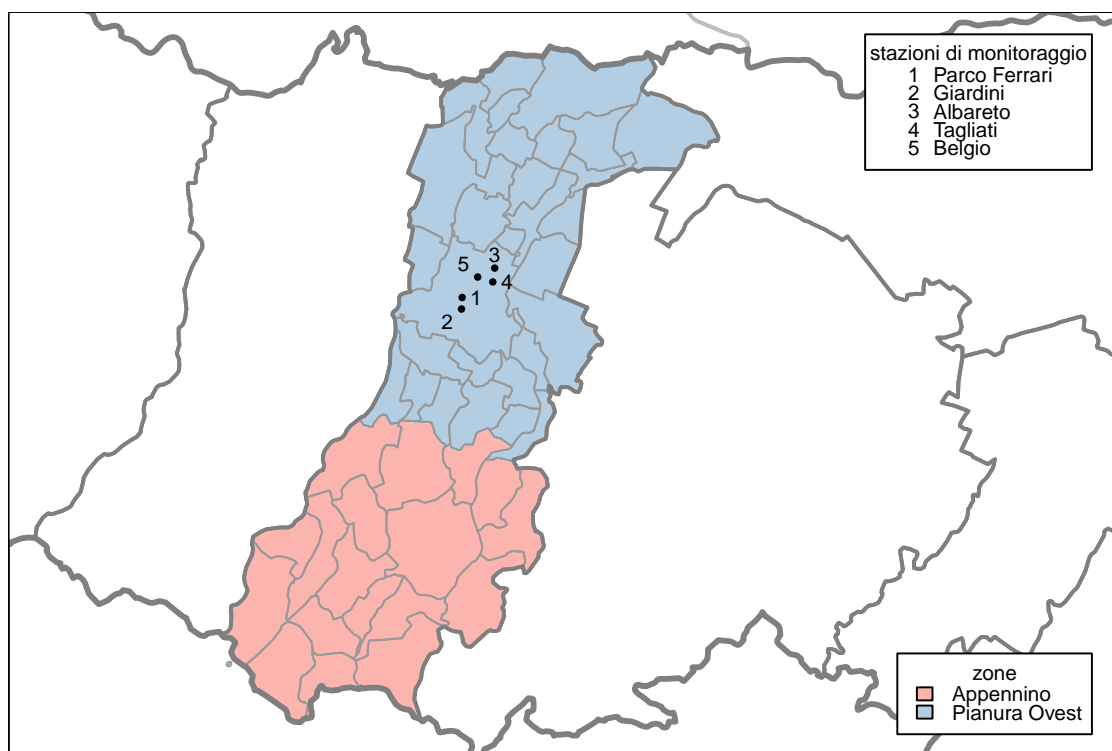 stazioni di monitoraggio
1 Parco Ferrari
2 Giardini
3 Albareto
4 Tagliati
5 Belgio
3
5
4
1
2
zone
Appennino
Pianura Ovest